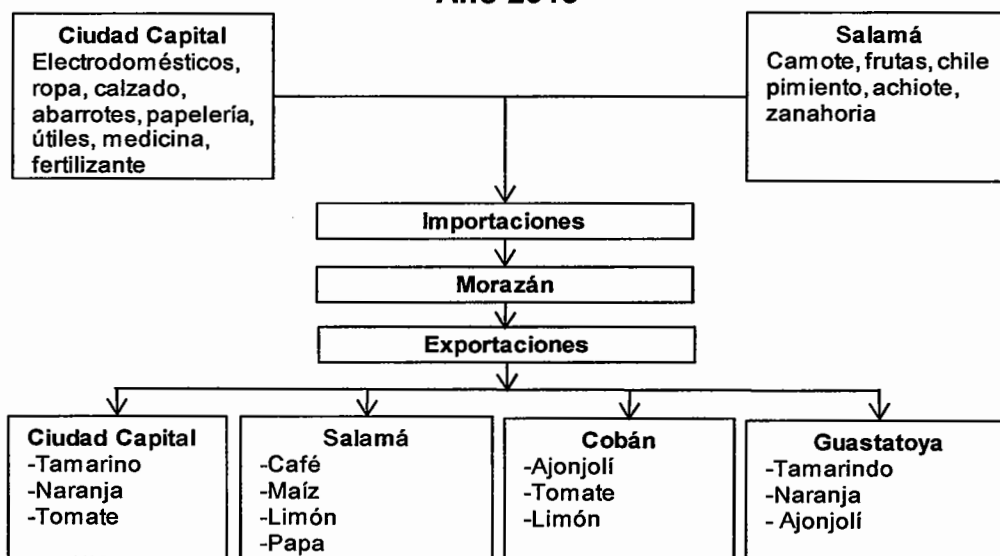 Ciudad Capital
Electrodomésticos,
ropa, calzado,
abarrotes, papelería,
útiles, medicina,
fertilizante
Salamá
Camote, frutas, chile
pimiento, achiote,
zanahoria
Importaciones
Morazán
Exportaciones
Ciudad Capital
-Tamarino
-Naranja
-Tomate
Salamá
-Café
-Maíz
-Limón
-Papa
Cobán
-Ajonjolí
-Tomate
-Limón
Guastatoya
-Tamarindo
-Naranja
- Ajonjolí